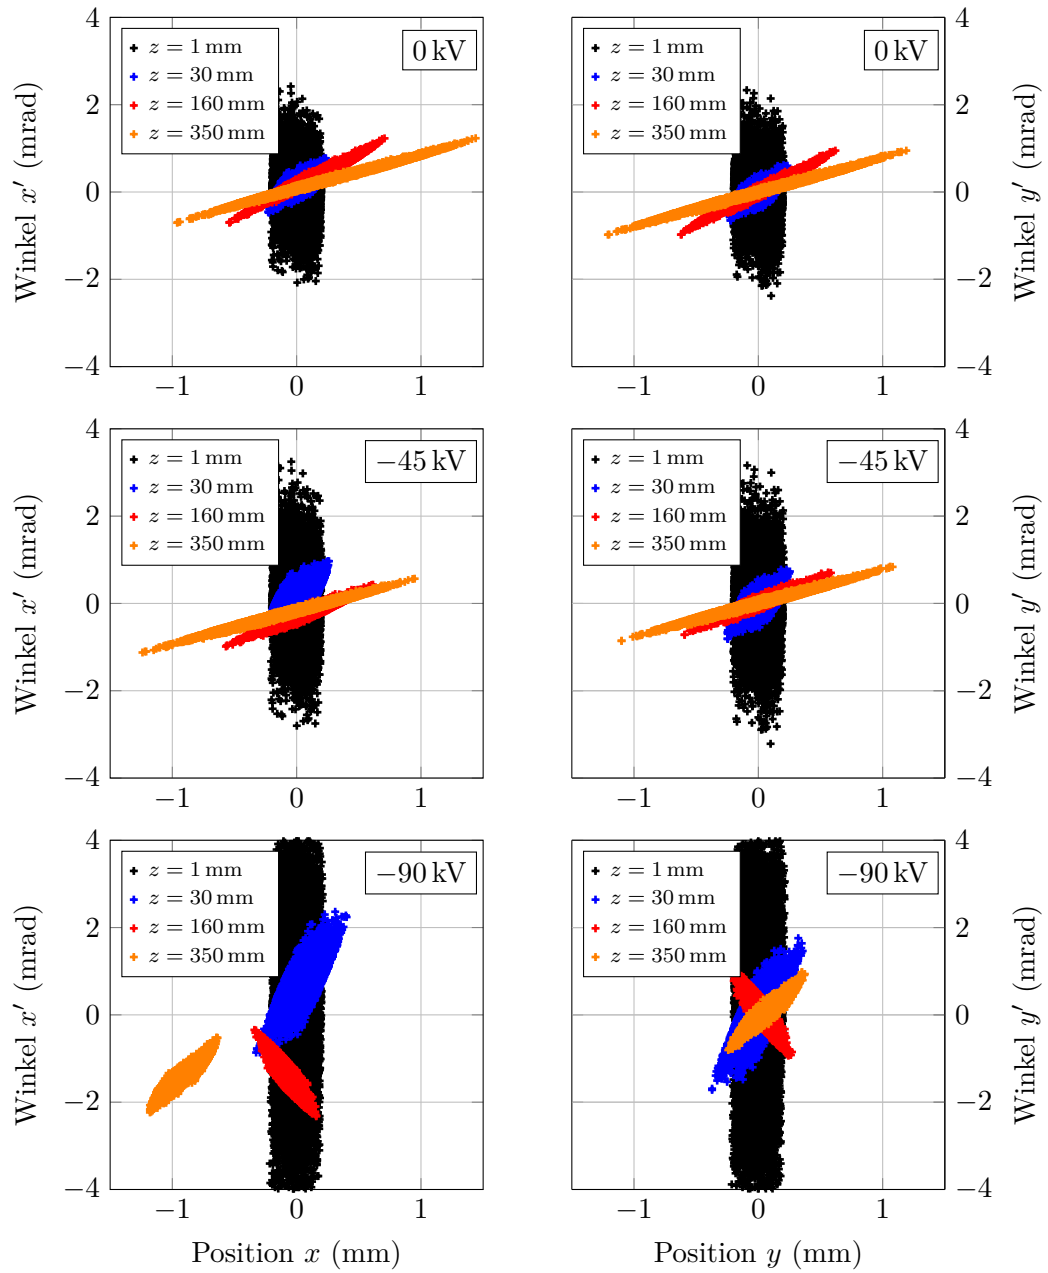 4
2
0
−2
−4
Winkel x′ (mrad)
z = 1 mm
z = 30 mm
z = 160 mm
z = 350 mm
0 kV
−1
0
1
z = 1 mm
z = 30 mm
z = 160 mm
z = 350 mm
0 kV
4
2
0
−2
−4
Winkel y′ (mrad)
−1
0
1
4
2
0
−2
−4
Winkel x′ (mrad)
z = 1 mm
z = 30 mm
z = 160 mm
z = 350 mm
−45 kV
−1
0
1
z = 1 mm
z = 30 mm
z = 160 mm
z = 350 mm
−45 kV
4
2
0
−2
−4
Winkel y′ (mrad)
−1
0
1
4
2
0
−2
−4
Winkel x′ (mrad)
z = 1 mm
z = 30 mm
z = 160 mm
z = 350 mm
−90 kV
−1
0
1
Position x (mm)
z = 1 mm
z = 30 mm
z = 160 mm
z = 350 mm
−90 kV
4
2
0
−2
−4
Winkel y′ (mrad)
−1
0
1
Position y (mm)